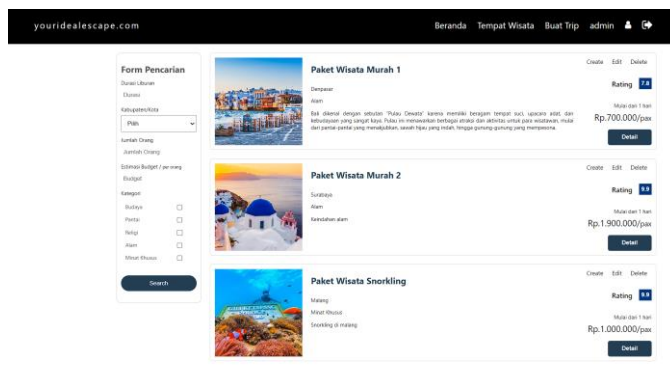 youridealescape.com
Beranda Tempat Wisata Buat Trip admin
Form Pencarian
Durasi Liburan
Durasi
Kabupaten/Kota
Pilih
Jumlah Orang
Jumlah Orang
Estimasi Budget / per orang
Budget
Kategori
Budaya
Pantai
Religi
Alam
Minat Khusus
Search
Paket Wisata Murah 1
Denpasar
Alam
Bali dikenal dengan sebutan "Pulau Dewata" karena memiliki beragam tempat suci, upacara adat, dan
kebudayaan yang sangat kaya. Pulau ini menawarkan berbagai atraksi dan aktivitas untuk para wisatawan, mulai
dari pantai-pantai yang menakjubkan, sawah hijau yang indah, hingga gunung-gunung yang mempesona.
Create Edit Delete
Rating 7.8
Mulai dari 1 hari
Rp.700.000/pax
Detail
Paket Wisata Murah 2
Surabaya
Alam
Keindahan alam
Create Edit Delete
Rating 9.9
Mulai dari 1 hari
Rp.1.900.000/pax
Detail
Paket Wisata Snorkling
Malang
Minat Khusus
Snorkling di malang
Create Edit Delete
Rating 9.9
Mulai dari 1 hari
Rp.1.000.000/pax
Detail